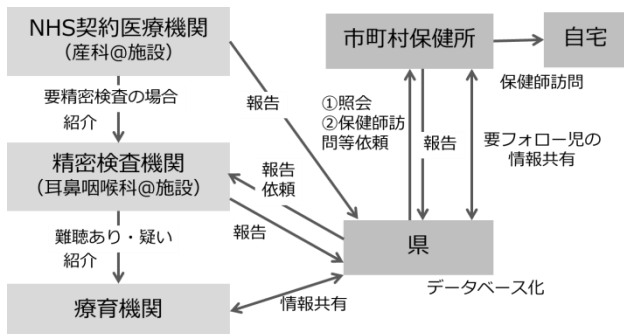 NHS契約医療機関
（産科@施設）
要精密検査の場合
紹介
精密検査機関
（耳鼻咽喉科@施設）
難聴あり・疑い
紹介
療育機関
報告
報告
依頼
報告
情報共有
市町村保健所
自宅
保健師訪問
①照会
②保健師訪
問等依頼
報告
要フォロー児の
情報共有
県
データベース化